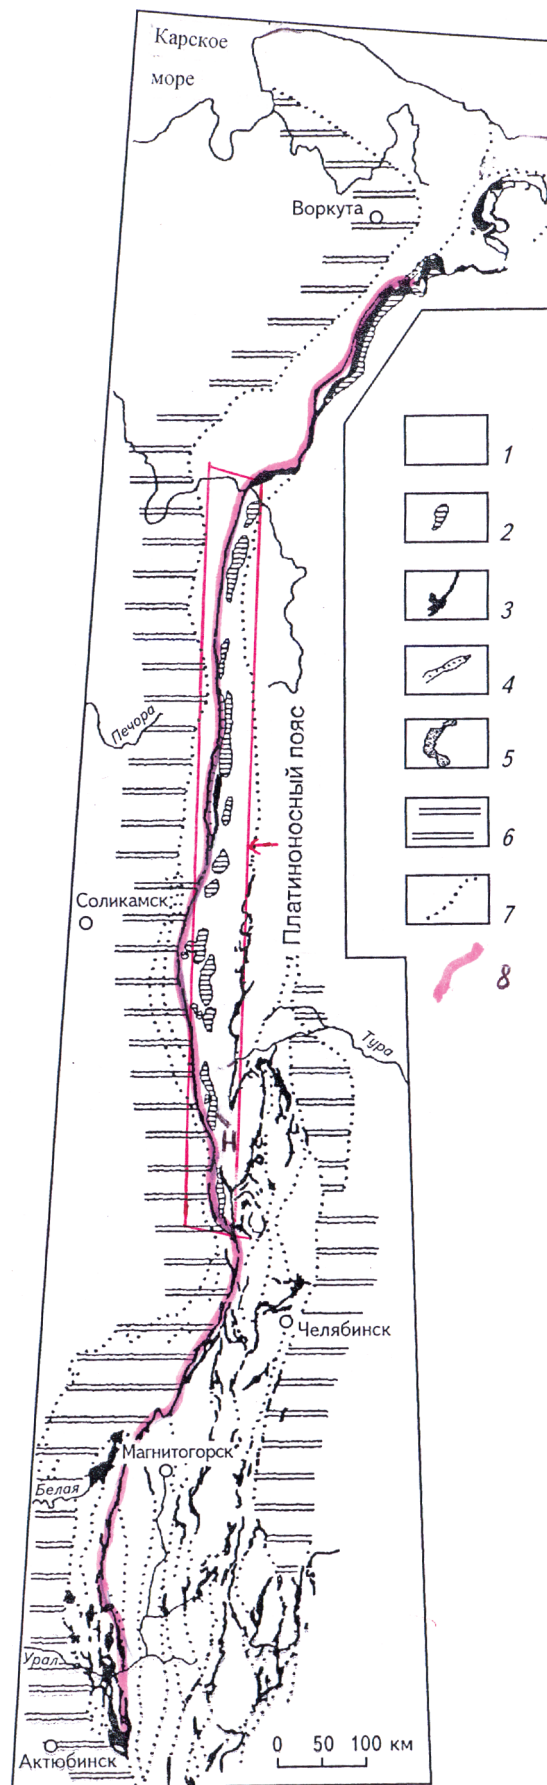 Карское
море
Воркута
1
2
3
4
5
6
7
8
Печора
Платиноносный пояс
Соликамск
Тура
Н
Челябинск
Магнитогорск
Белая
Урал
Актюбинск
0 50 100 км